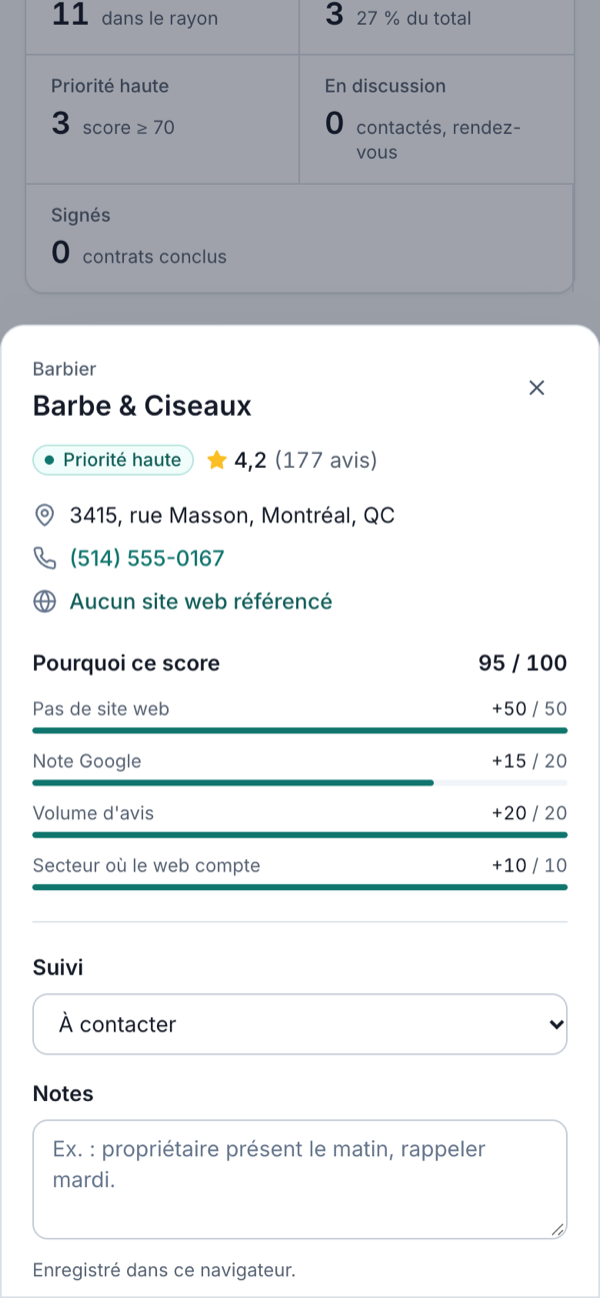 11 dans le rayon
3 27 % du total
Priorité haute
3 score ≥ 70
En discussion
0 contactés, rendez-
vous
Signés
0 contrats conclus
Barbier
Barbe & Ciseaux
Priorité haute 4,2 (177 avis)
3415, rue Masson, Montréal, QC
(514) 555-0167
Aucun site web référencé
Pourquoi ce score 95 / 100
Pas de site web +50 / 50
Note Google +15 / 20
Volume d'avis +20 / 20
Secteur où le web compte +10 / 10
Suivi
À contacter
Notes
Ex. : propriétaire présent le matin, rappeler
mardi.
Enregistré dans ce navigateur.